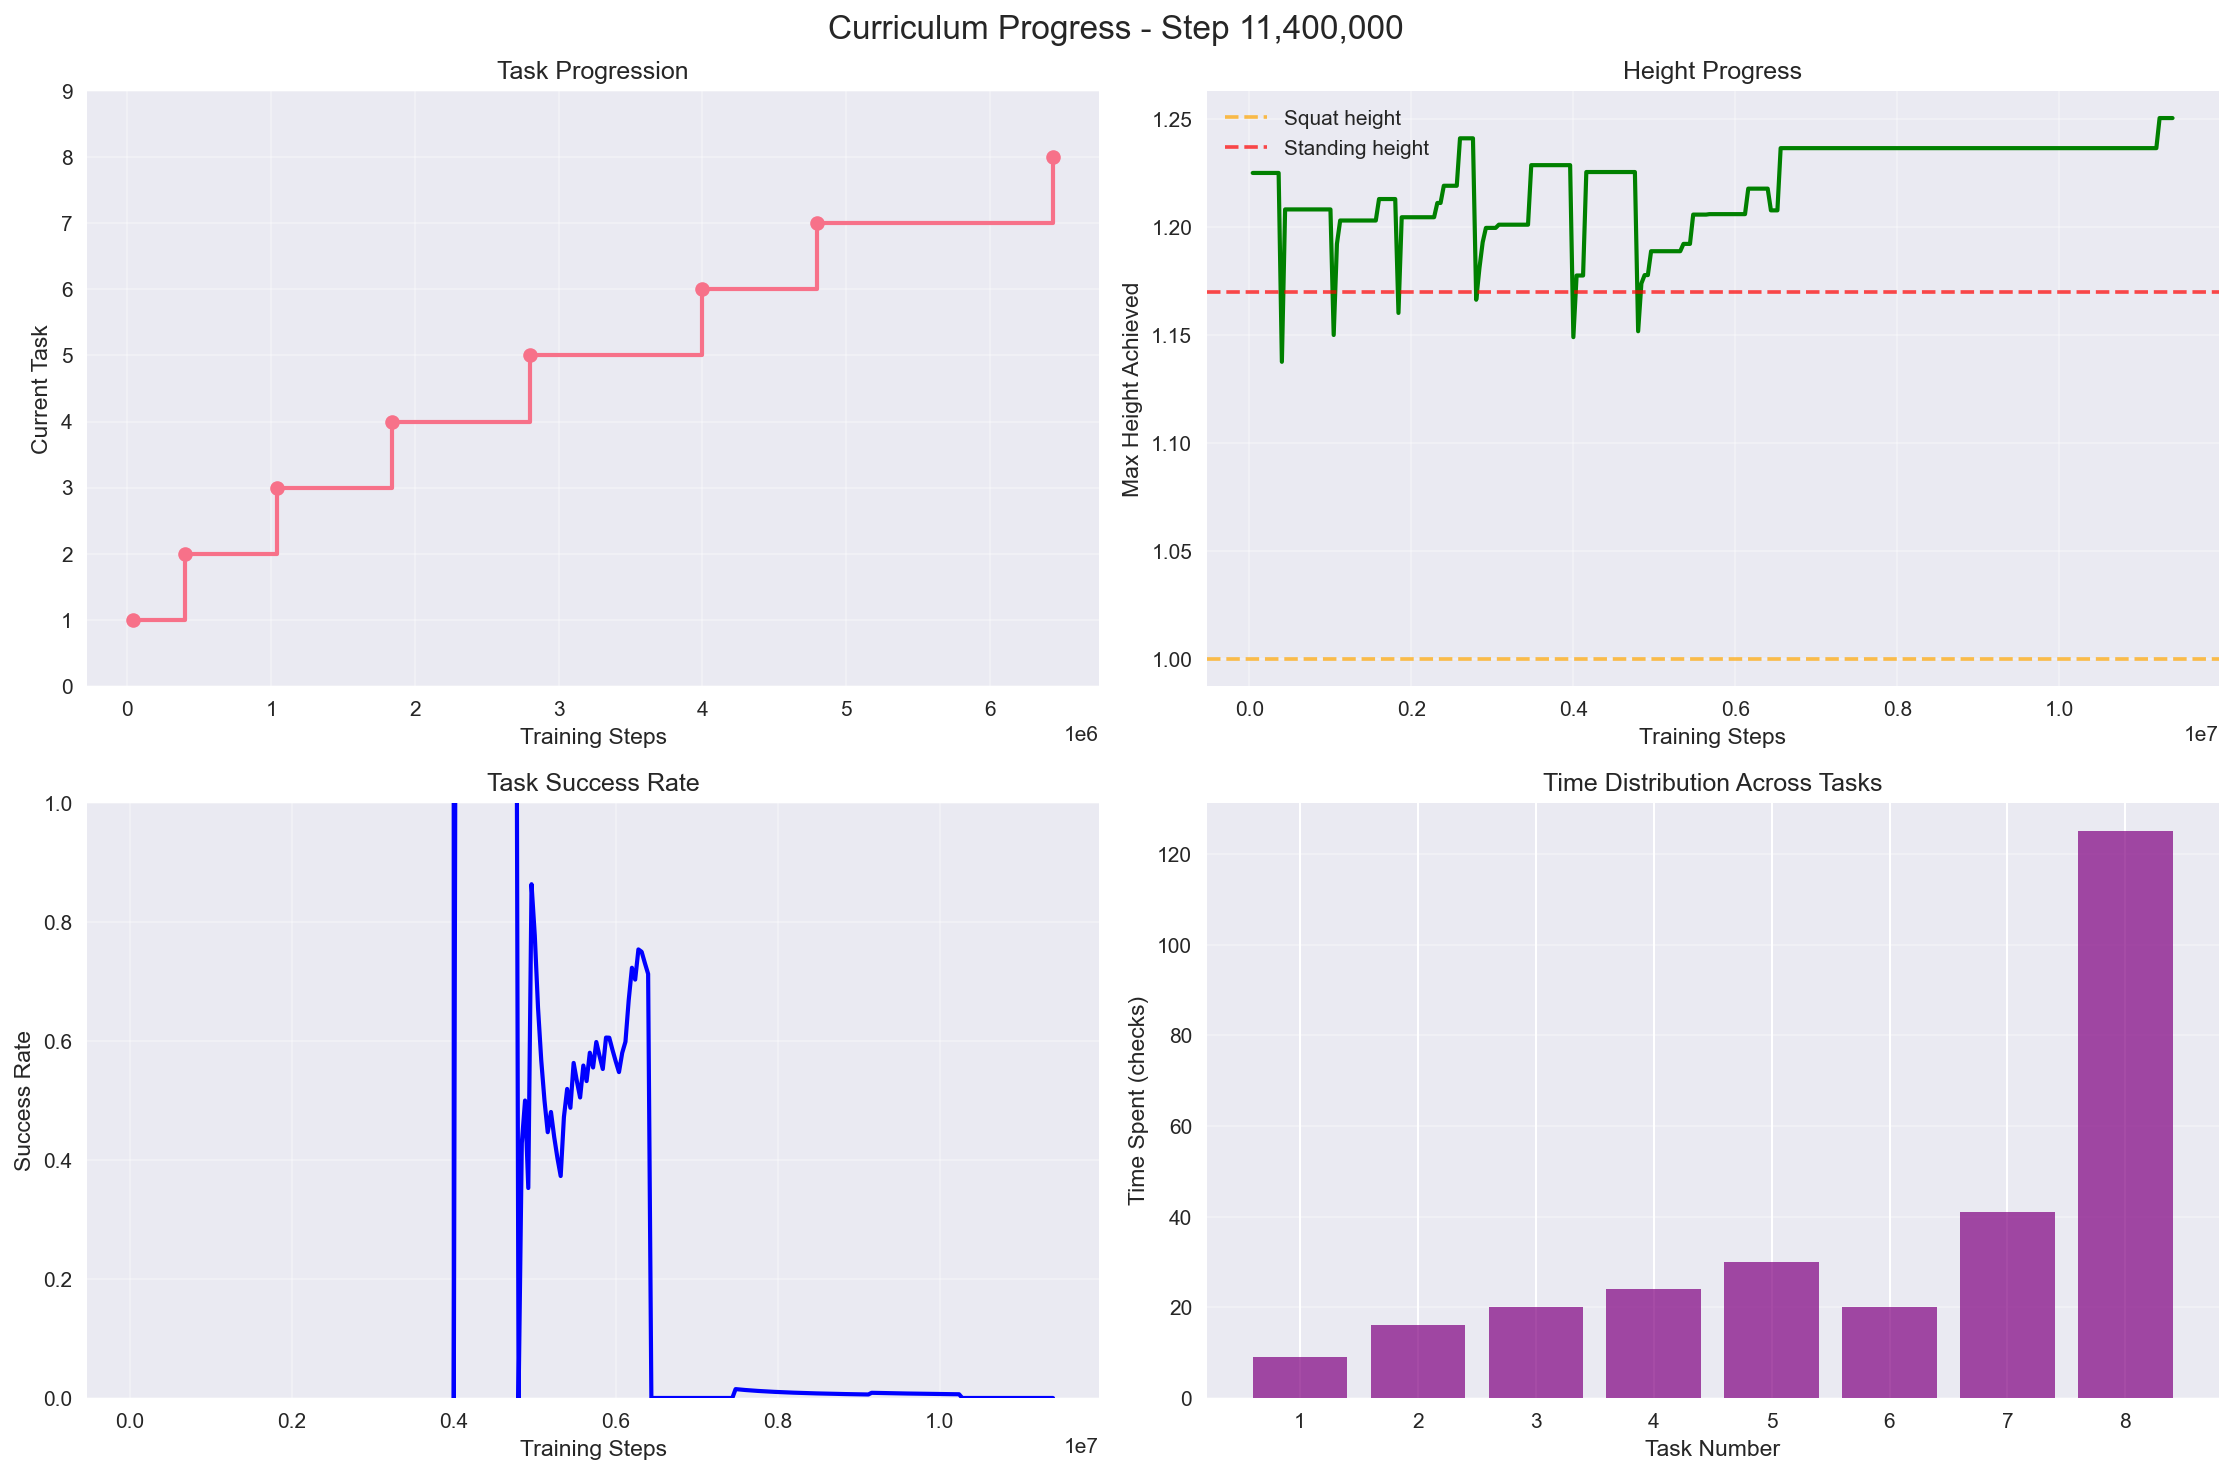 Curriculum Progress - Step 11,400,000
Task Progression
Current Task
9
8
7
6
5
4
3
2
1
0
0 1 2 3 4 5 6
1e6
Training Steps
Height Progress
Squat height
Standing height
Max Height Achieved
1.25
1.20
1.15
1.10
1.05
1.00
0.0 0.2 0.4 0.6 0.8 1.0
1e7
Training Steps
Task Success Rate
Success Rate
1.0
0.8
0.6
0.4
0.2
0.0
0.0 0.2 0.4 0.6 0.8 1.0
1e7
Training Steps
Time Distribution Across Tasks
Time Spent (checks)
120
100
80
60
40
20
0
1 2 3 4 5 6 7 8
Task Number